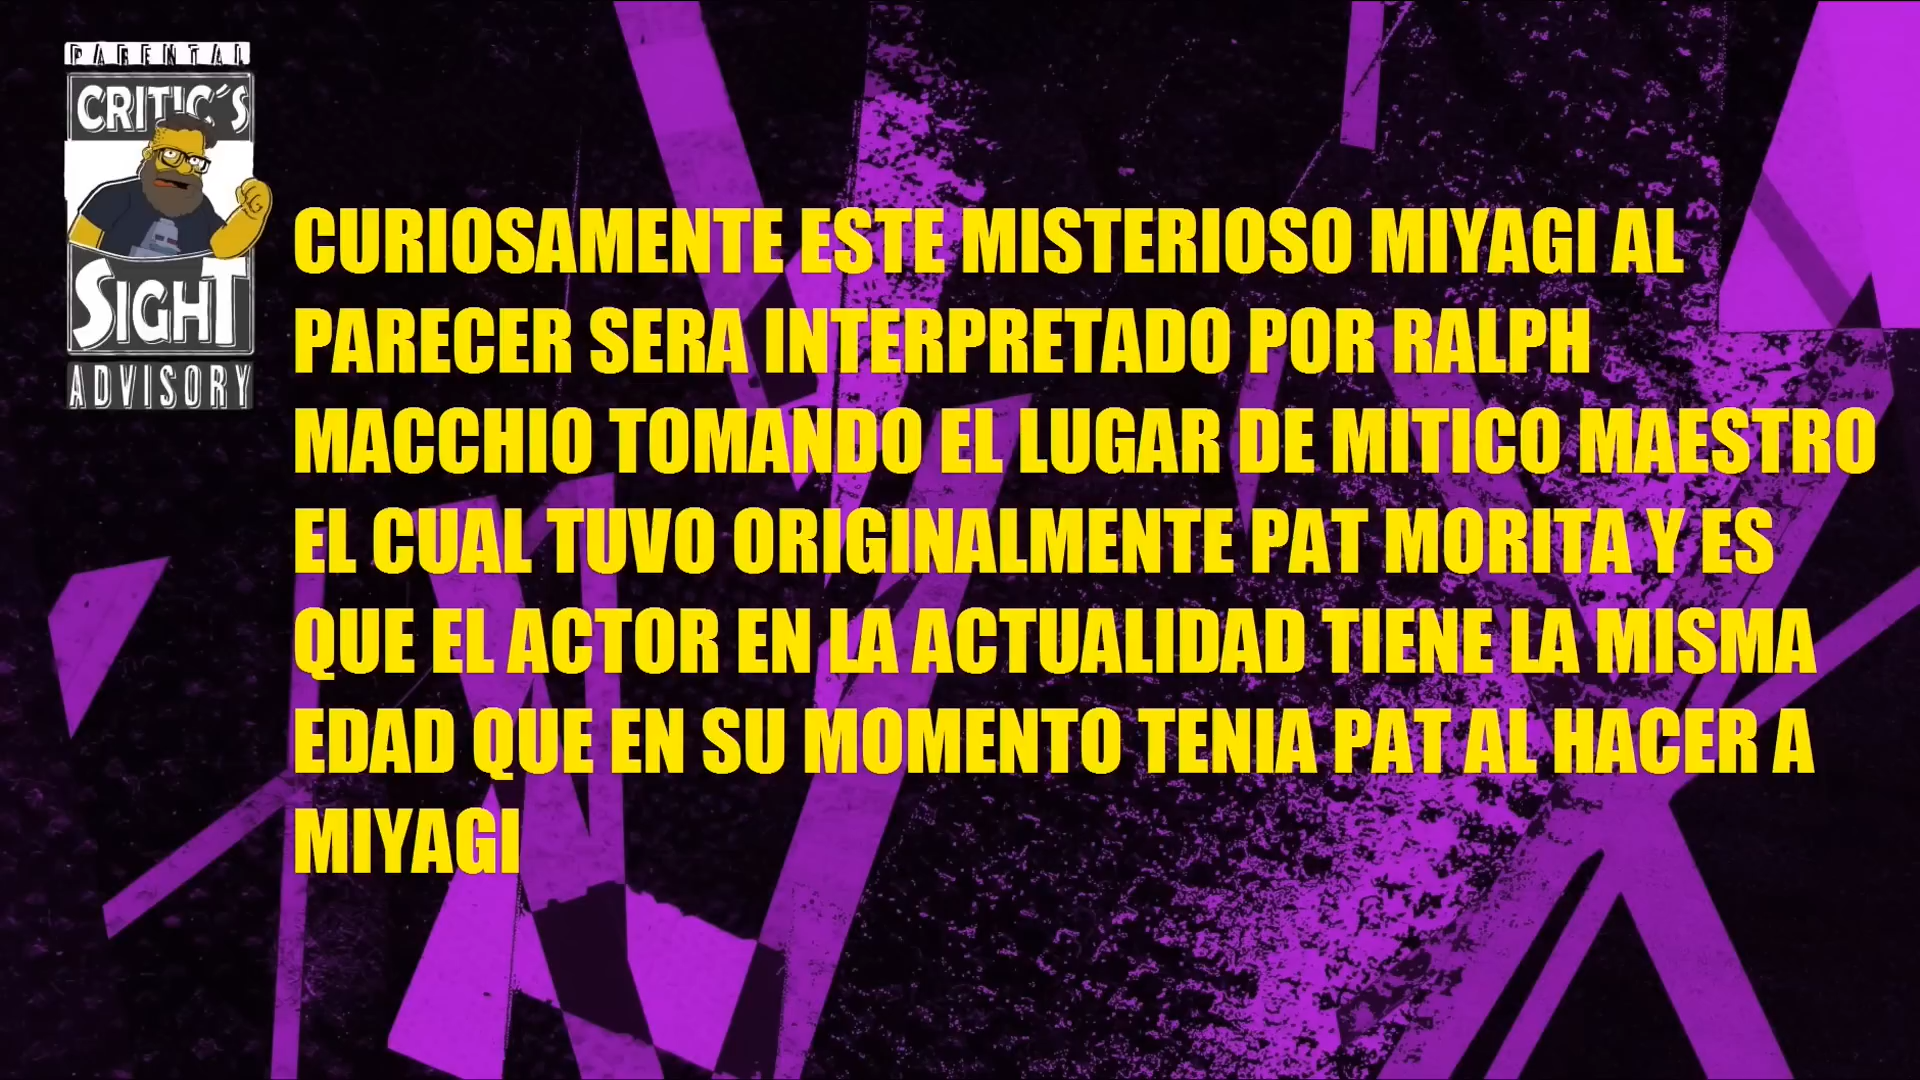 PARENTAL
CRITIC´S
SIGHT
ADVISORY
CURIOSAMENTE ESTE MISTERIOSO MIYAGI AL
PARECER SERA INTERPRETADO POR RALPH
MACCHIO TOMANDO EL LUGAR DE MITICO MAESTRO
EL CUAL TUVO ORIGINALMENTE PAT MORITA Y ES
QUE EL ACTOR EN LA ACTUALIDAD TIENE LA MISMA
EDAD QUE EN SU MOMENTO TENIA PAT AL HACER A
MIYAGI